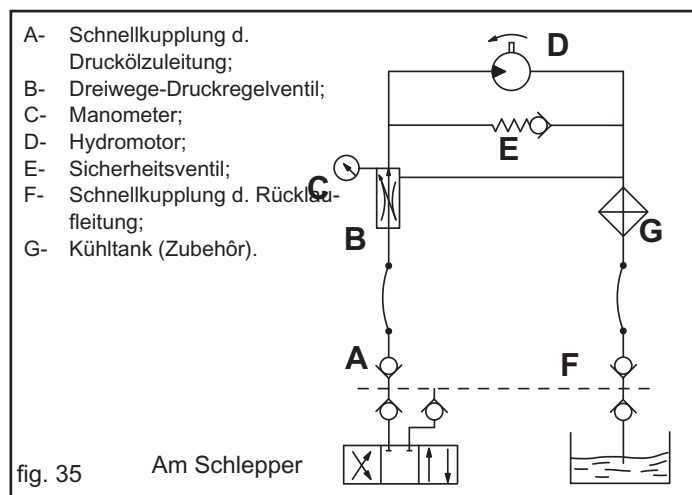 A- Schnellkupplung d.
Druckölzuleitung;
B- Dreiwege-Druckregelventil;
C- Manometer;
D- Hydromotor;
E- Sicherheitsventil;
F- Schnellkupplung d. Rücklau-
fleitung;
G- Kühltank (Zubehôr).
D
E
C
B
G
A
F
fig. 35
Am Schlepper